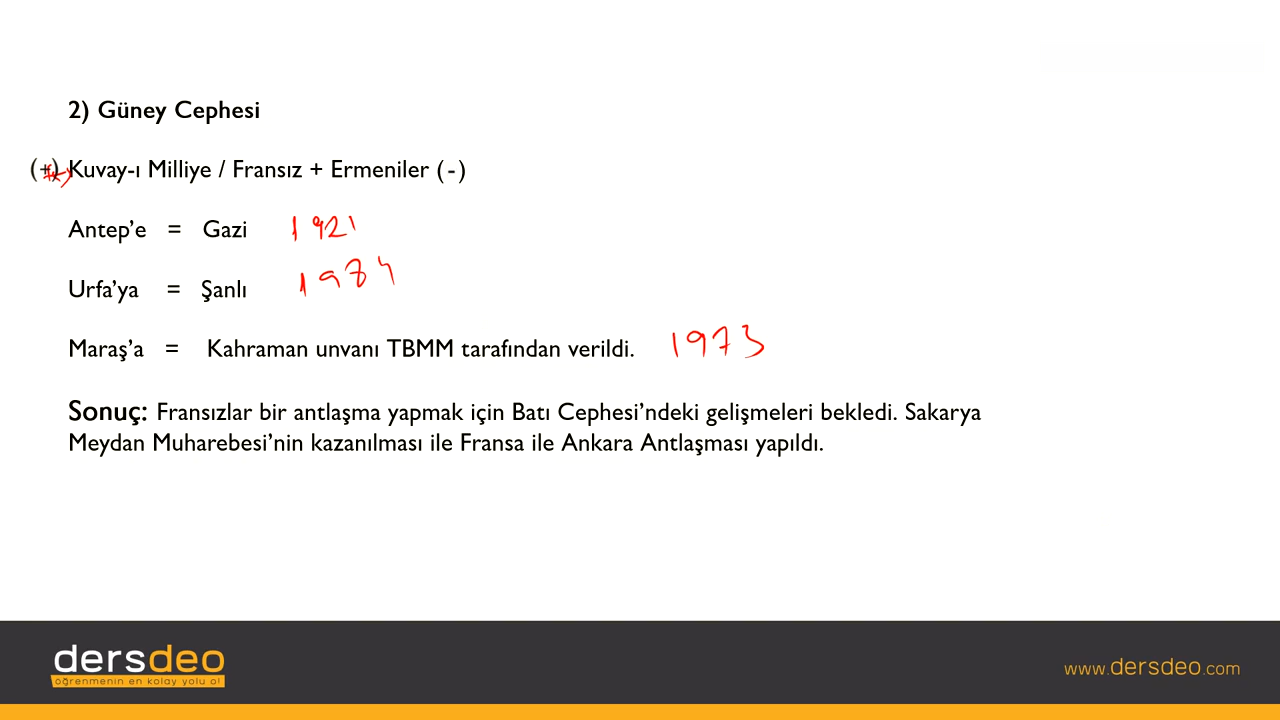 2) Güney Cephesi
(+) Kuvay-ı Milliye / Fransız + Ermeniler (-)
Antep'e = Gazi 1921
Urfa'ya = Şanlı 1984
Maraş'a = Kahraman unvanı TBMM tarafından verildi. 1973
Sonuç: Fransızlar bir antlaşma yapmak için Batı Cephesi'ndeki gelişmeleri bekledi. Sakarya
Meydan Muharebesi'nin kazanılması ile Fransa ile Ankara Antlaşması yapıldı.
dersdeo
öğrenmenin en kolay yolu o!
www.dersdeo.com